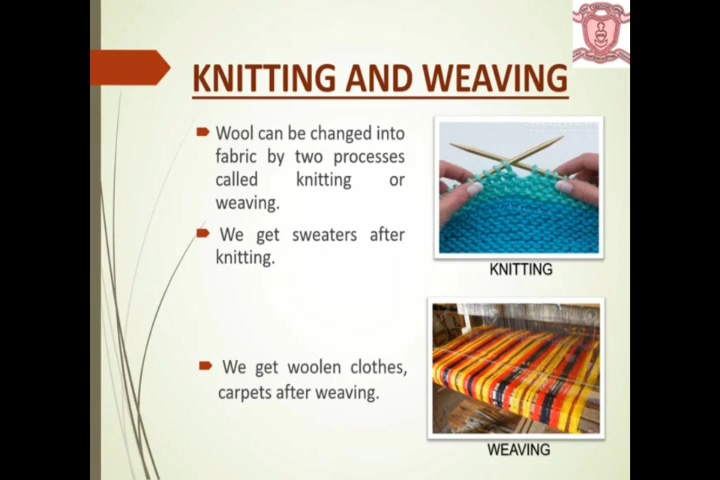 KNITTING AND WEAVING
Wool can be changed into
fabric by two processes
called knitting or
weaving.
We get sweaters after
knitting.
KNITTING
We get woolen clothes,
carpets after weaving.
WEAVING